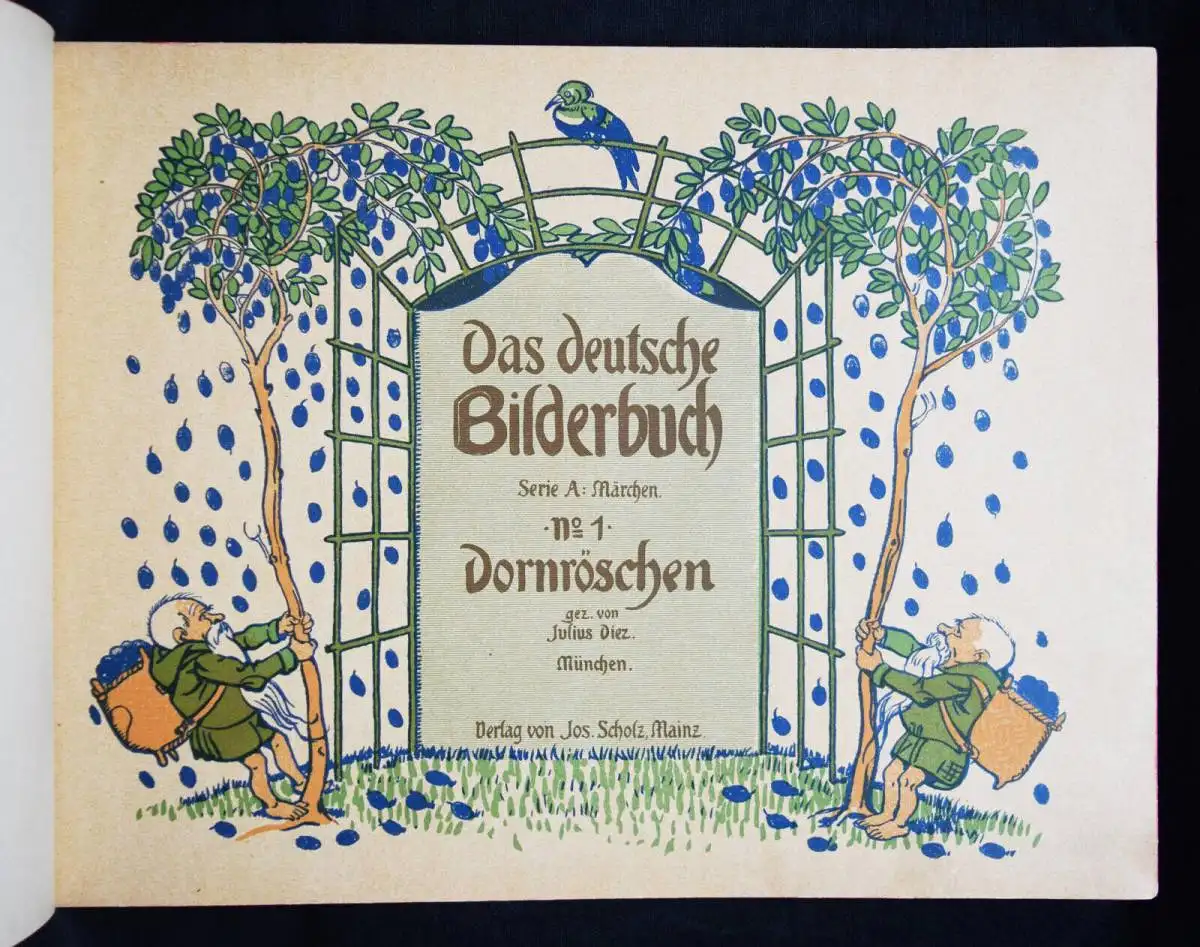 Das deutsche
Bilderbuch
Serie A: Märchen.
·No 1·
Dornröschen
gez. von
Julius Diez.
München.
Verlag von Jos. Scholz, Mainz.